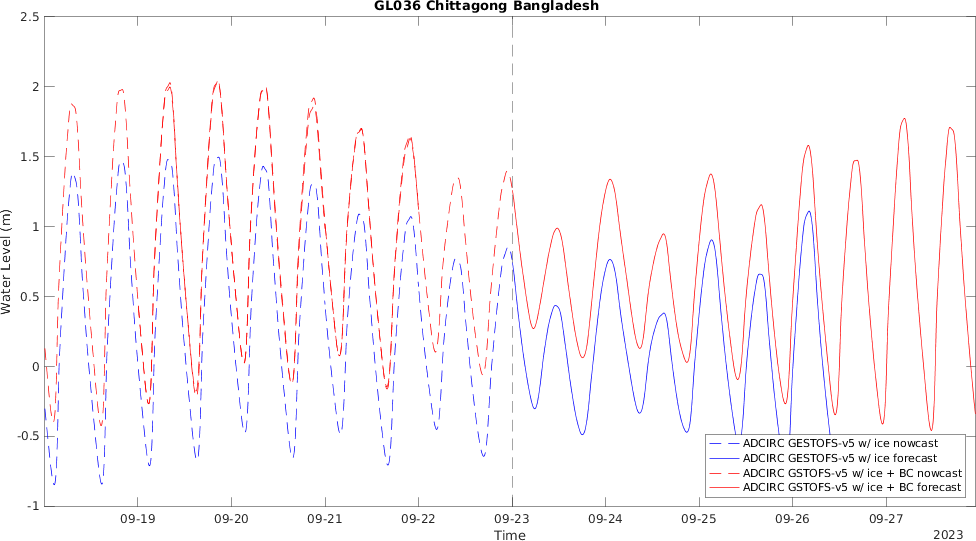 GL036 Chittagong Bangladesh
2.5
2
1.5
1
0.5
0
-0.5
-1
Water Level (m)
ADCIRC GESTOFS-v5 w/ ice nowcast
ADCIRC GESTOFS-v5 w/ ice forecast
ADCIRC GSTOFS-v5 w/ ice + BC nowcast
ADCIRC GSTOFS-v5 w/ ice + BC forecast
09-19 09-20 09-21 09-22 09-23 09-24 09-25 09-26 09-27
Time
2023